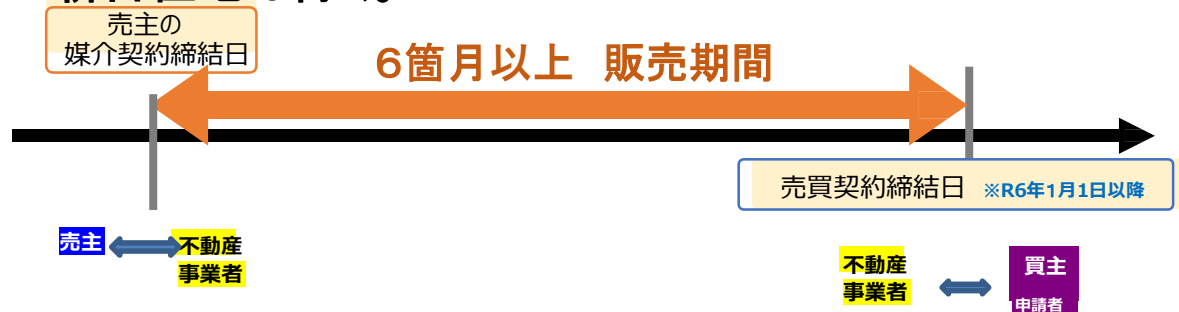 売主の
媒介契約締結日
6箇月以上 販売期間
売買契約締結日 ※R6年1月1日以降
売主
不動産
事業者
不動産
事業者
買主
申請者